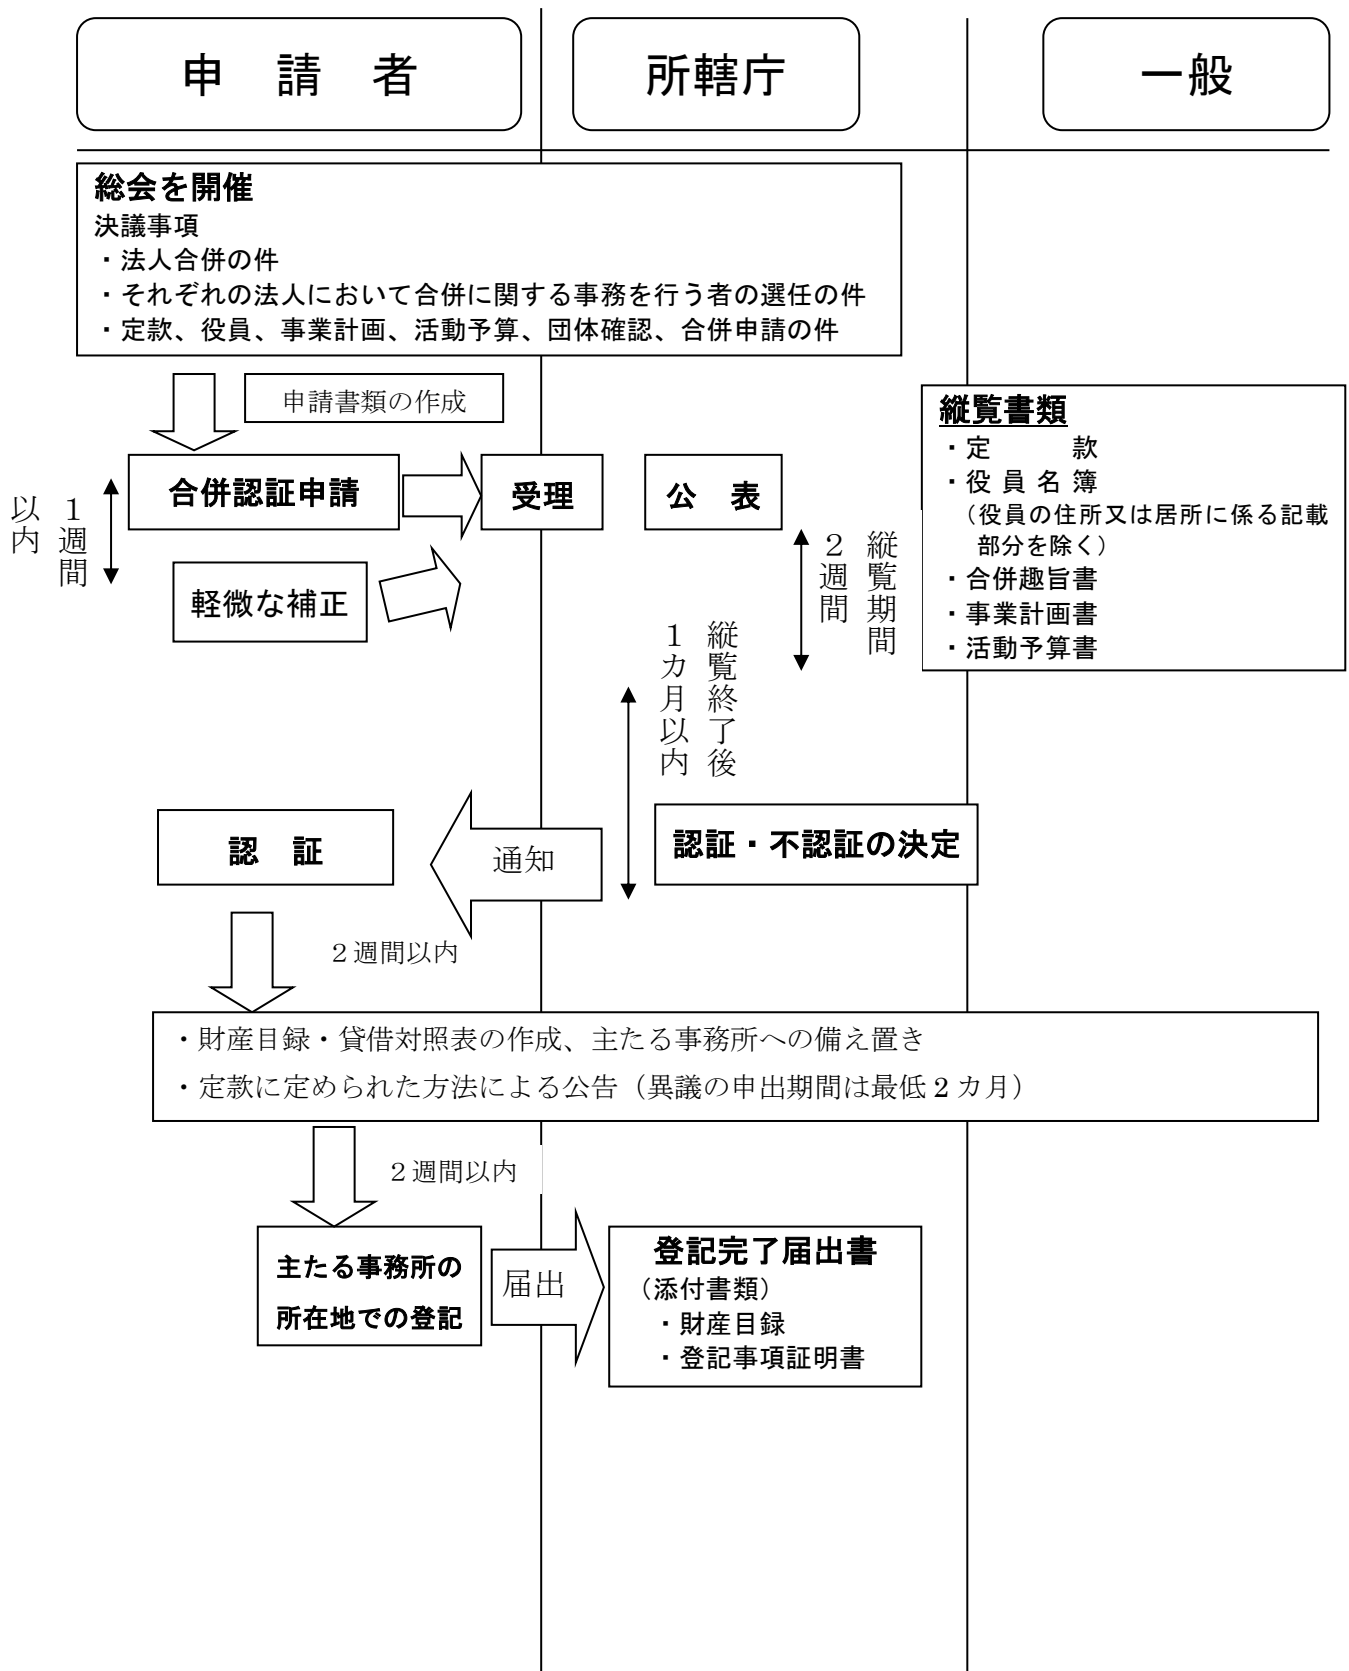 申　請　者
所轄庁
一般
総会を開催
決議事項
・法人合併の件
・それぞれの法人において合併に関する事務を行う者の選任の件
・定款、役員、事業計画、活動予算、団体確認、合併申請の件
申請書類の作成
縦覧書類
・定　　　款
・役員名簿
（役員の住所又は居所に係る記載
部分を除く）
・合併趣旨書
・事業計画書
・活動予算書
合併認証申請
受理
公　表
１週間
以内
軽微な補正
縦覧期間
２週間
縦覧終了後
１カ月以内
認　証
通知
認証・不認証の決定
２週間以内
・財産目録・貸借対照表の作成、主たる事務所への備え置き
・定款に定められた方法による公告（異議の申出期間は最低２カ月）
２週間以内
主たる事務所の
所在地での登記
届出
登記完了届出書
（添付書類）
・財産目録
・登記事項証明書